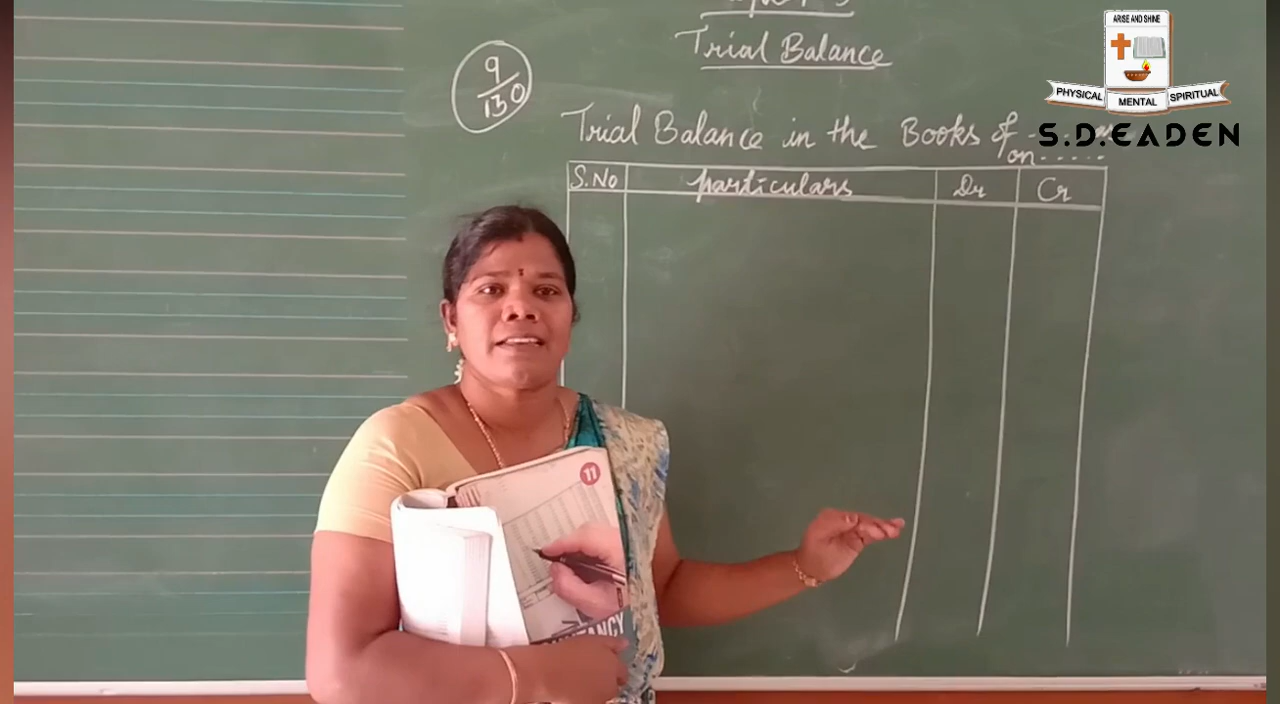 Trial Balance
9/130
Trial Balance in the Books of
on.....
S.No particulars Dr Cr
ARISE AND SHINE
PHYSICAL MENTAL SPIRITUAL
S.D.EADEN
11